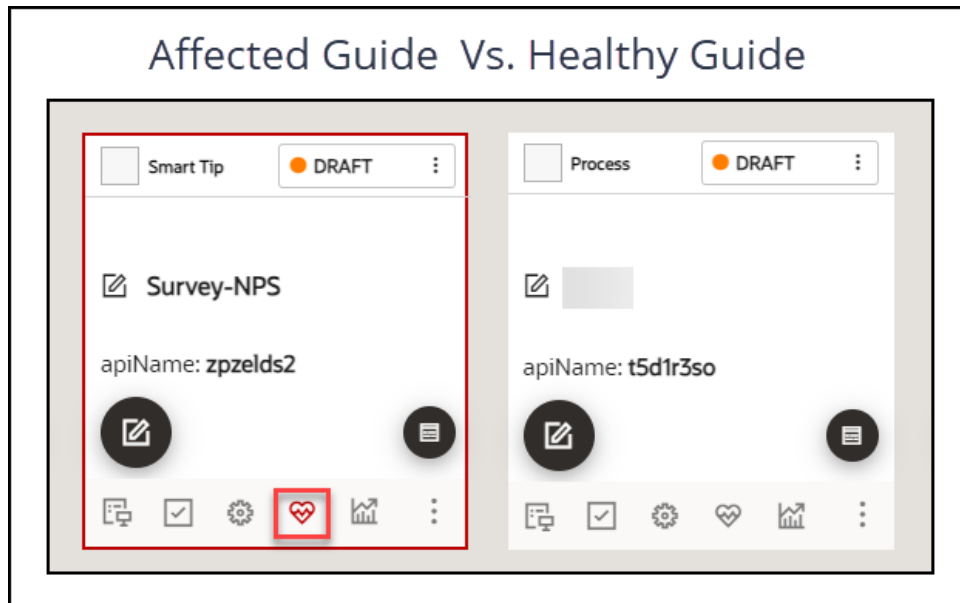 Affected Guide Vs. Healthy Guide
Smart Tip
DRAFT
Survey-NPS
apiName: zpzelds2
Process
DRAFT
apiName: t5d1r3so